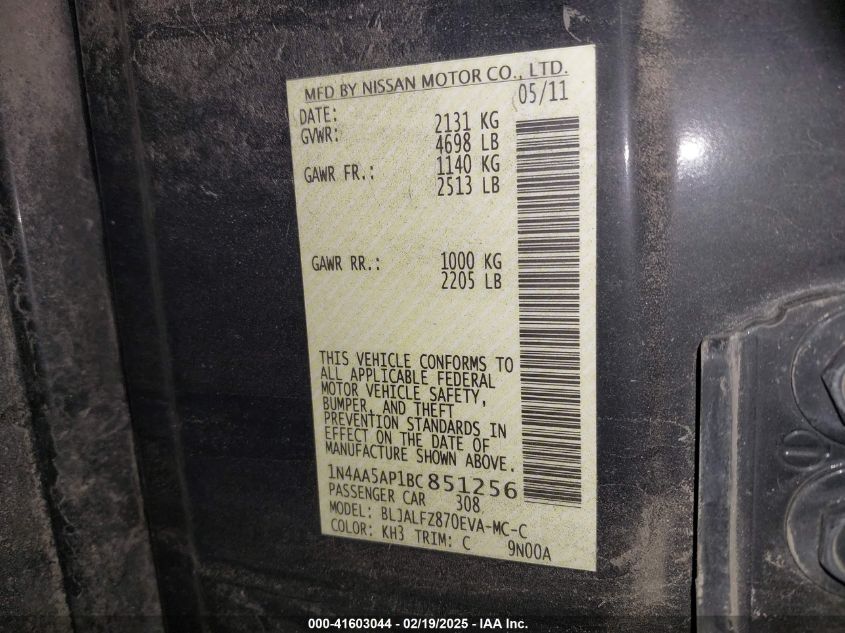 MFD BY NISSAN MOTOR CO., LTD.
DATE: 05/11
GVWR: 2131 KG
4698 LB
GAWR FR.: 1140 KG
2513 LB
GAWR RR.: 1000 KG
2205 LB
THIS VEHICLE CONFORMS TO
ALL APPLICABLE FEDERAL
MOTOR VEHICLE SAFETY,
BUMPER, AND THEFT
PREVENTION STANDARDS IN
EFFECT ON THE DATE OF
MANUFACTURE SHOWN ABOVE.
1N4AA5AP1BC851256
PASSENGER CAR 308
MODEL: BLJALFZ870EVA-MC-C
COLOR: KH3 TRIM: C 9N00A
000-41603044 - 02/19/2025 - IAA Inc.